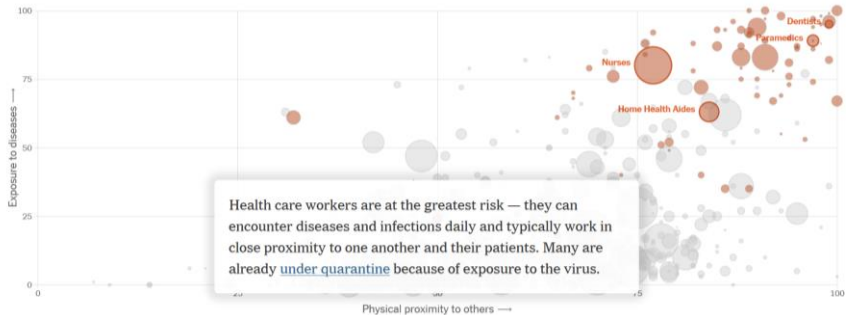 100
Dentists
Paramedics
Nurses
75
Home Health Aides
Exposure to diseases →
50
Health care workers are at the greatest risk — they can
encounter diseases and infections daily and typically work in
close proximity to one another and their patients. Many are
already under quarantine because of exposure to the virus.
25
0
0
100
Physical proximity to others →